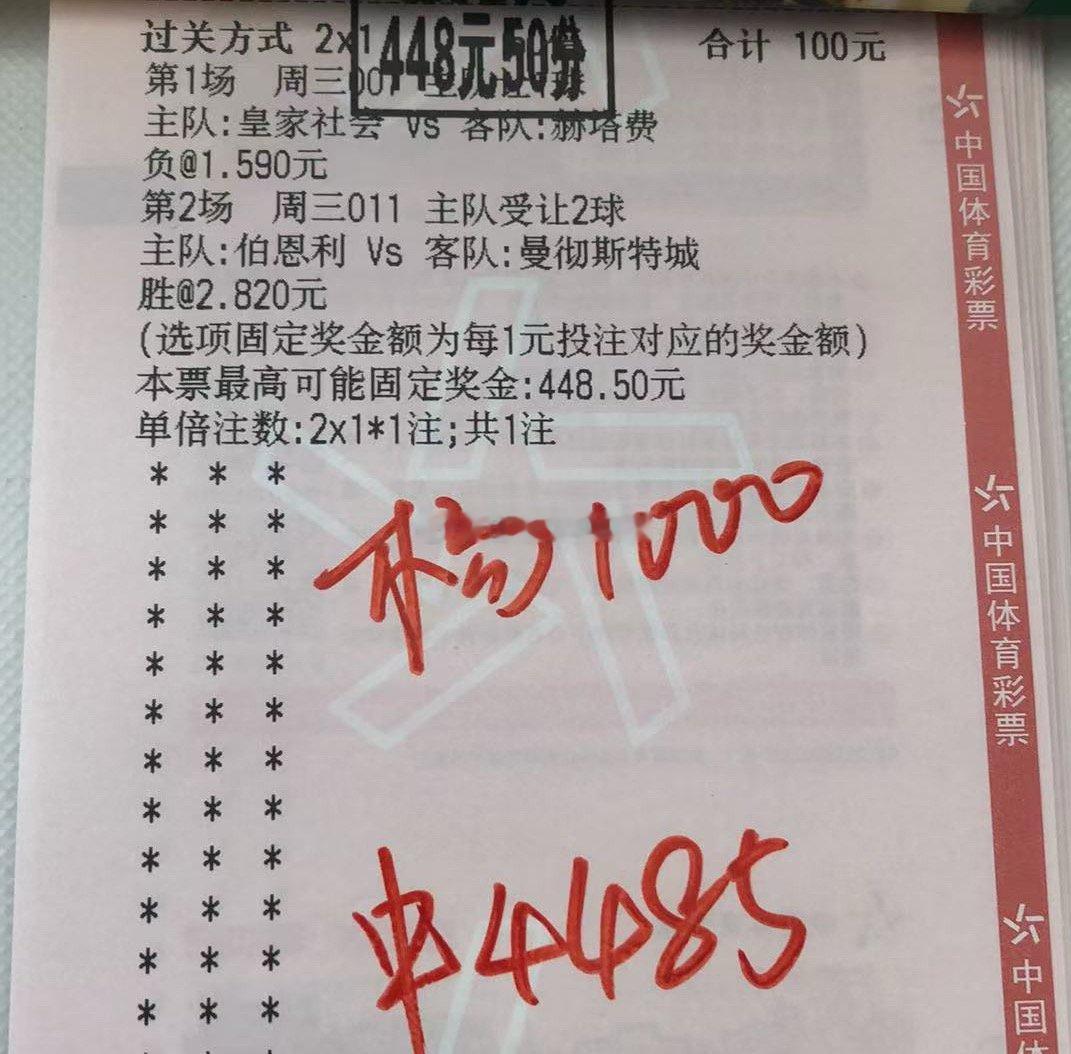 过关方式 2x1
448元50分
合计 100元
第1场 周三00
主队:皇家社会 Vs 客队:赫塔费
负@1.590元
第2场 周三011 主队受让2球
主队:伯恩利 Vs 客队:曼彻斯特城
胜@2.820元
(选项固定奖金额为每1元投注对应的奖金额)
本票最高可能固定奖金:448.50元
单倍注数:2x1*1注;共1注
* * *
* * *
* * *
* * *
* * *
* * *
* * *
* * *
* * *
* * *
* * *
* * *
杨 1000
中4485
中国体育彩票
中国体育彩票
中国体